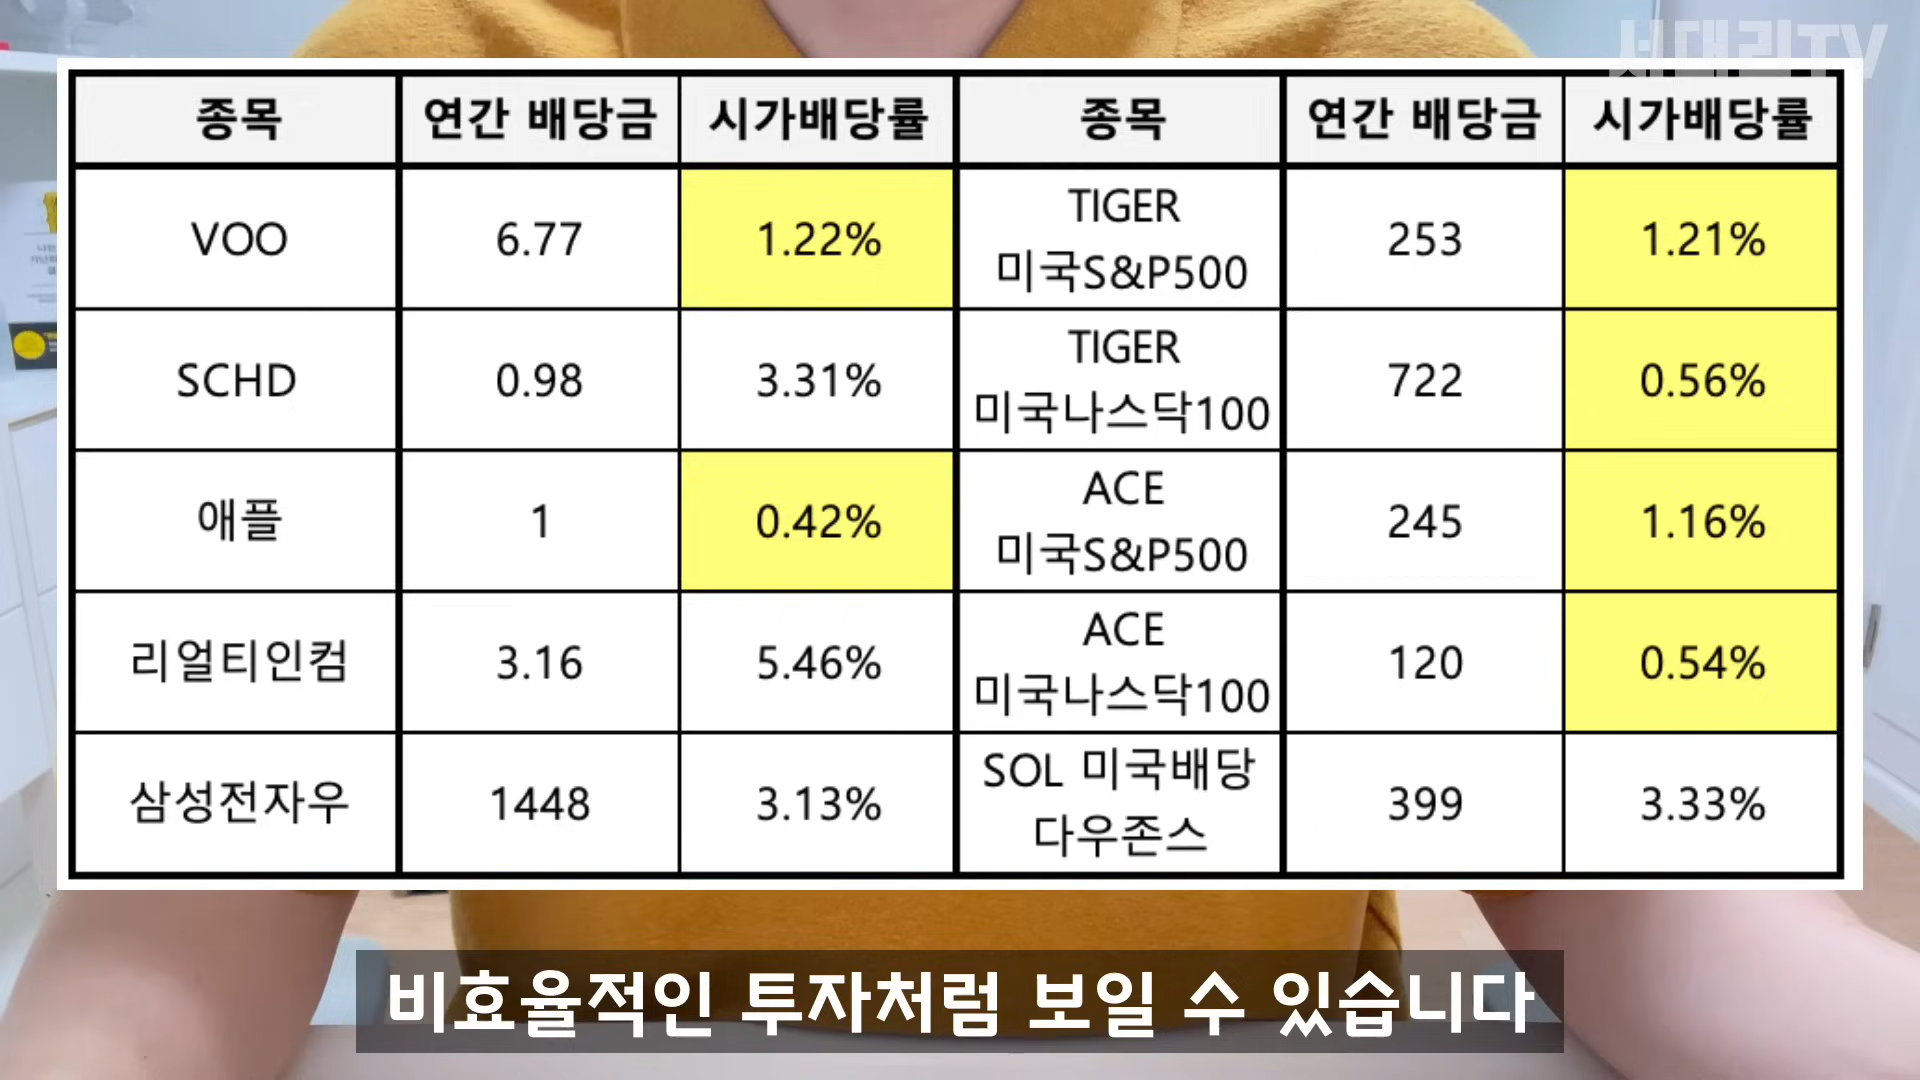 서대리TV
종목 연간 배당금 시가배당률 종목 연간 배당금 시가배당률
VOO 6.77 1.22% TIGER 미국S&P500 253 1.21%
SCHD 0.98 3.31% TIGER 미국나스닥100 722 0.56%
애플 1 0.42% ACE 미국S&P500 245 1.16%
리얼티인컴 3.16 5.46% ACE 미국나스닥100 120 0.54%
삼성전자우 1448 3.13% SOL 미국배당 다우존스 399 3.33%
비효율적인 투자처럼 보일 수 있습니다